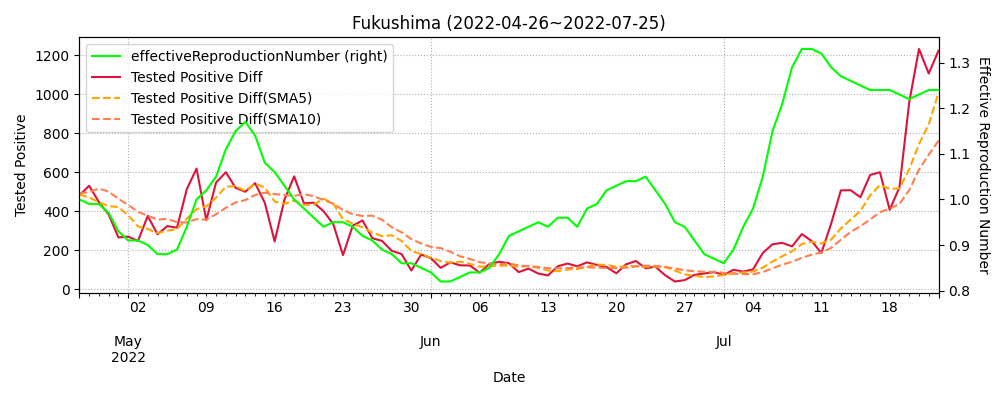 Fukushima (2022-04-26~2022-07-25)
effectiveReproductionNumber (right)
Tested Positive Diff
Tested Positive Diff(SMA5)
Tested Positive Diff(SMA10)
Tested Positive
1200
1000
800
600
400
200
0
Effective Reproduction Number
1.3
1.2
1.1
1.0
0.9
0.8
02 09 16 23 30 06 13 20 27 04 11 18
May Jun Jul
2022
Date